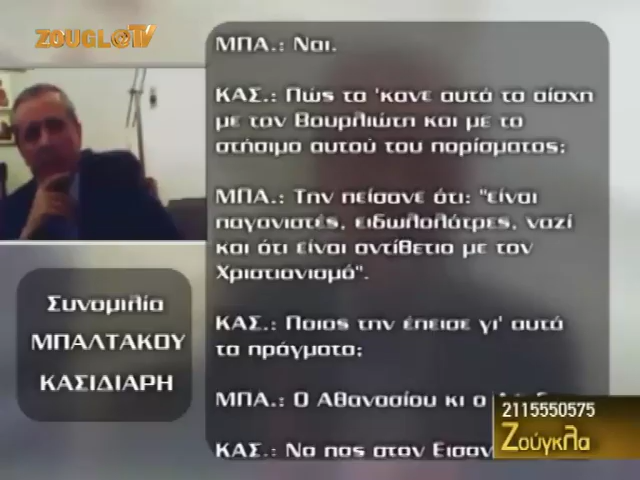 ZOUGL@TV
ΜΠΑ.: Ναι.
ΚΑΣ.: Πώς τα 'κανε αυτά τα αίσχη
με τον Βουρλιώτη και με το
στήσιμο αυτού του πορίσματος;
ΜΠΑ.: Την πείσανε ότι: "είναι
παγανιστές, ειδωλολάτρες, ναζί
και ότι είναι αντίθετια με τον
Χριστιανισμό".
ΚΑΣ.: Ποιος την έπεισε γι' αυτά
τα πράγματα;
ΜΠΑ.: Ο Αθανασίου κι ο
ΚΑΣ.: Να πας στον
Συνομιλία
ΜΠΑΛΤΑΚΟΥ
ΚΑΣΙΔΙΑΡΗ
2115550575
Ζούγκλα